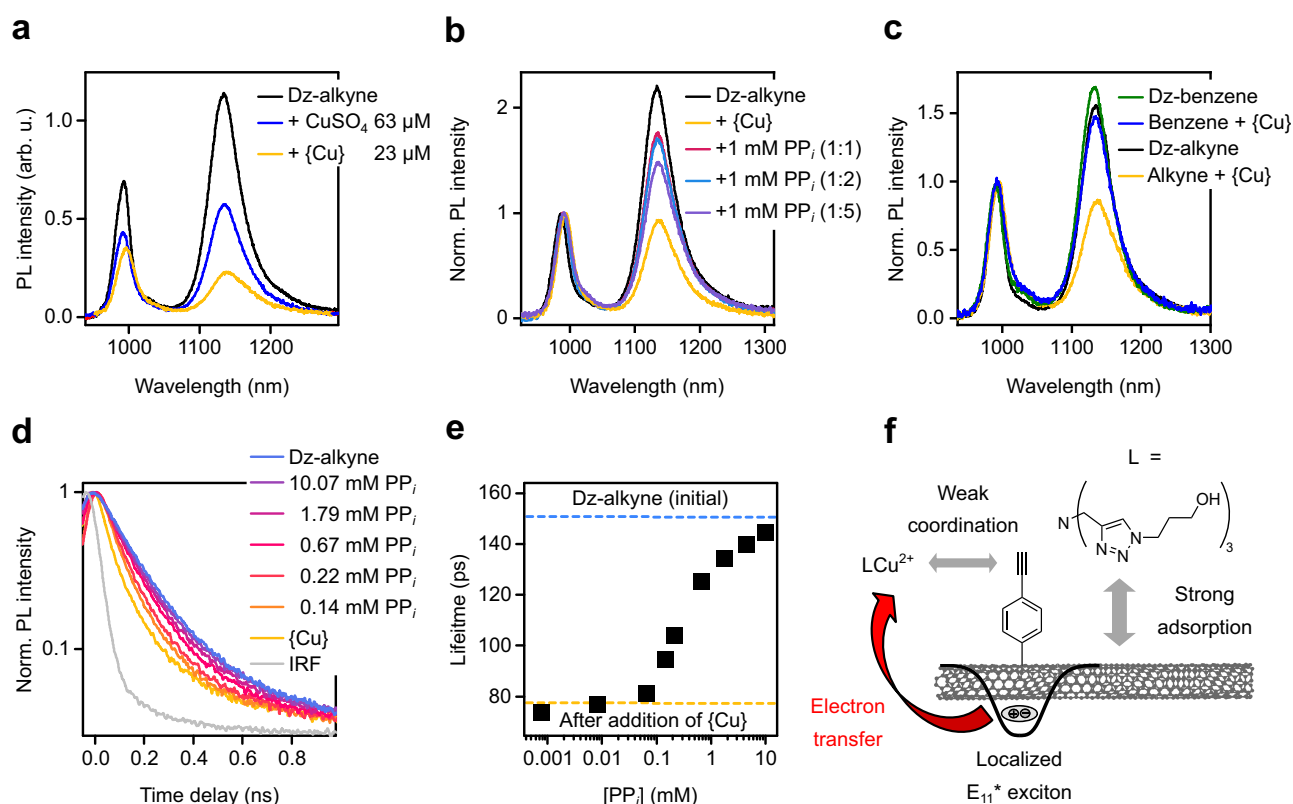 a
PL intensity (arb. u.)
1.0
0.5
0.0
1000 1100 1200
Wavelength (nm)
Dz-alkyne
+ CuSO4 63 µM
+ {Cu} 23 µM
b
Norm. PL intensity
2
1
0
1000 1100 1200 1300
Wavelength (nm)
Dz-alkyne
+ {Cu}
+1 mM PPi (1:1)
+1 mM PPi (1:2)
+1 mM PPi (1:5)
c
Norm. PL intensity
1.5
1.0
0.5
0.0
1000 1100 1200 1300
Wavelength (nm)
Dz-benzene
Benzene + {Cu}
Dz-alkyne
Alkyne + {Cu}
d
Norm. PL intensity
1
0.1
0.0 0.2 0.4 0.6 0.8
Time delay (ns)
Dz-alkyne
10.07 mM PPi
1.79 mM PPi
0.67 mM PPi
0.22 mM PPi
0.14 mM PPi
{Cu}
IRF
e
Lifeitme (ps)
160
140
120
100
80
60
0.001 0.01 0.1 1 10
[PPi] (mM)
Dz-alkyne (initial)
After addition of {Cu}
f
L =
Weak
coordination
LCu2+
N
N
N=N
OH
3
Strong
adsorption
Electron
transfer
⊕⊖
Localized
E11* exciton